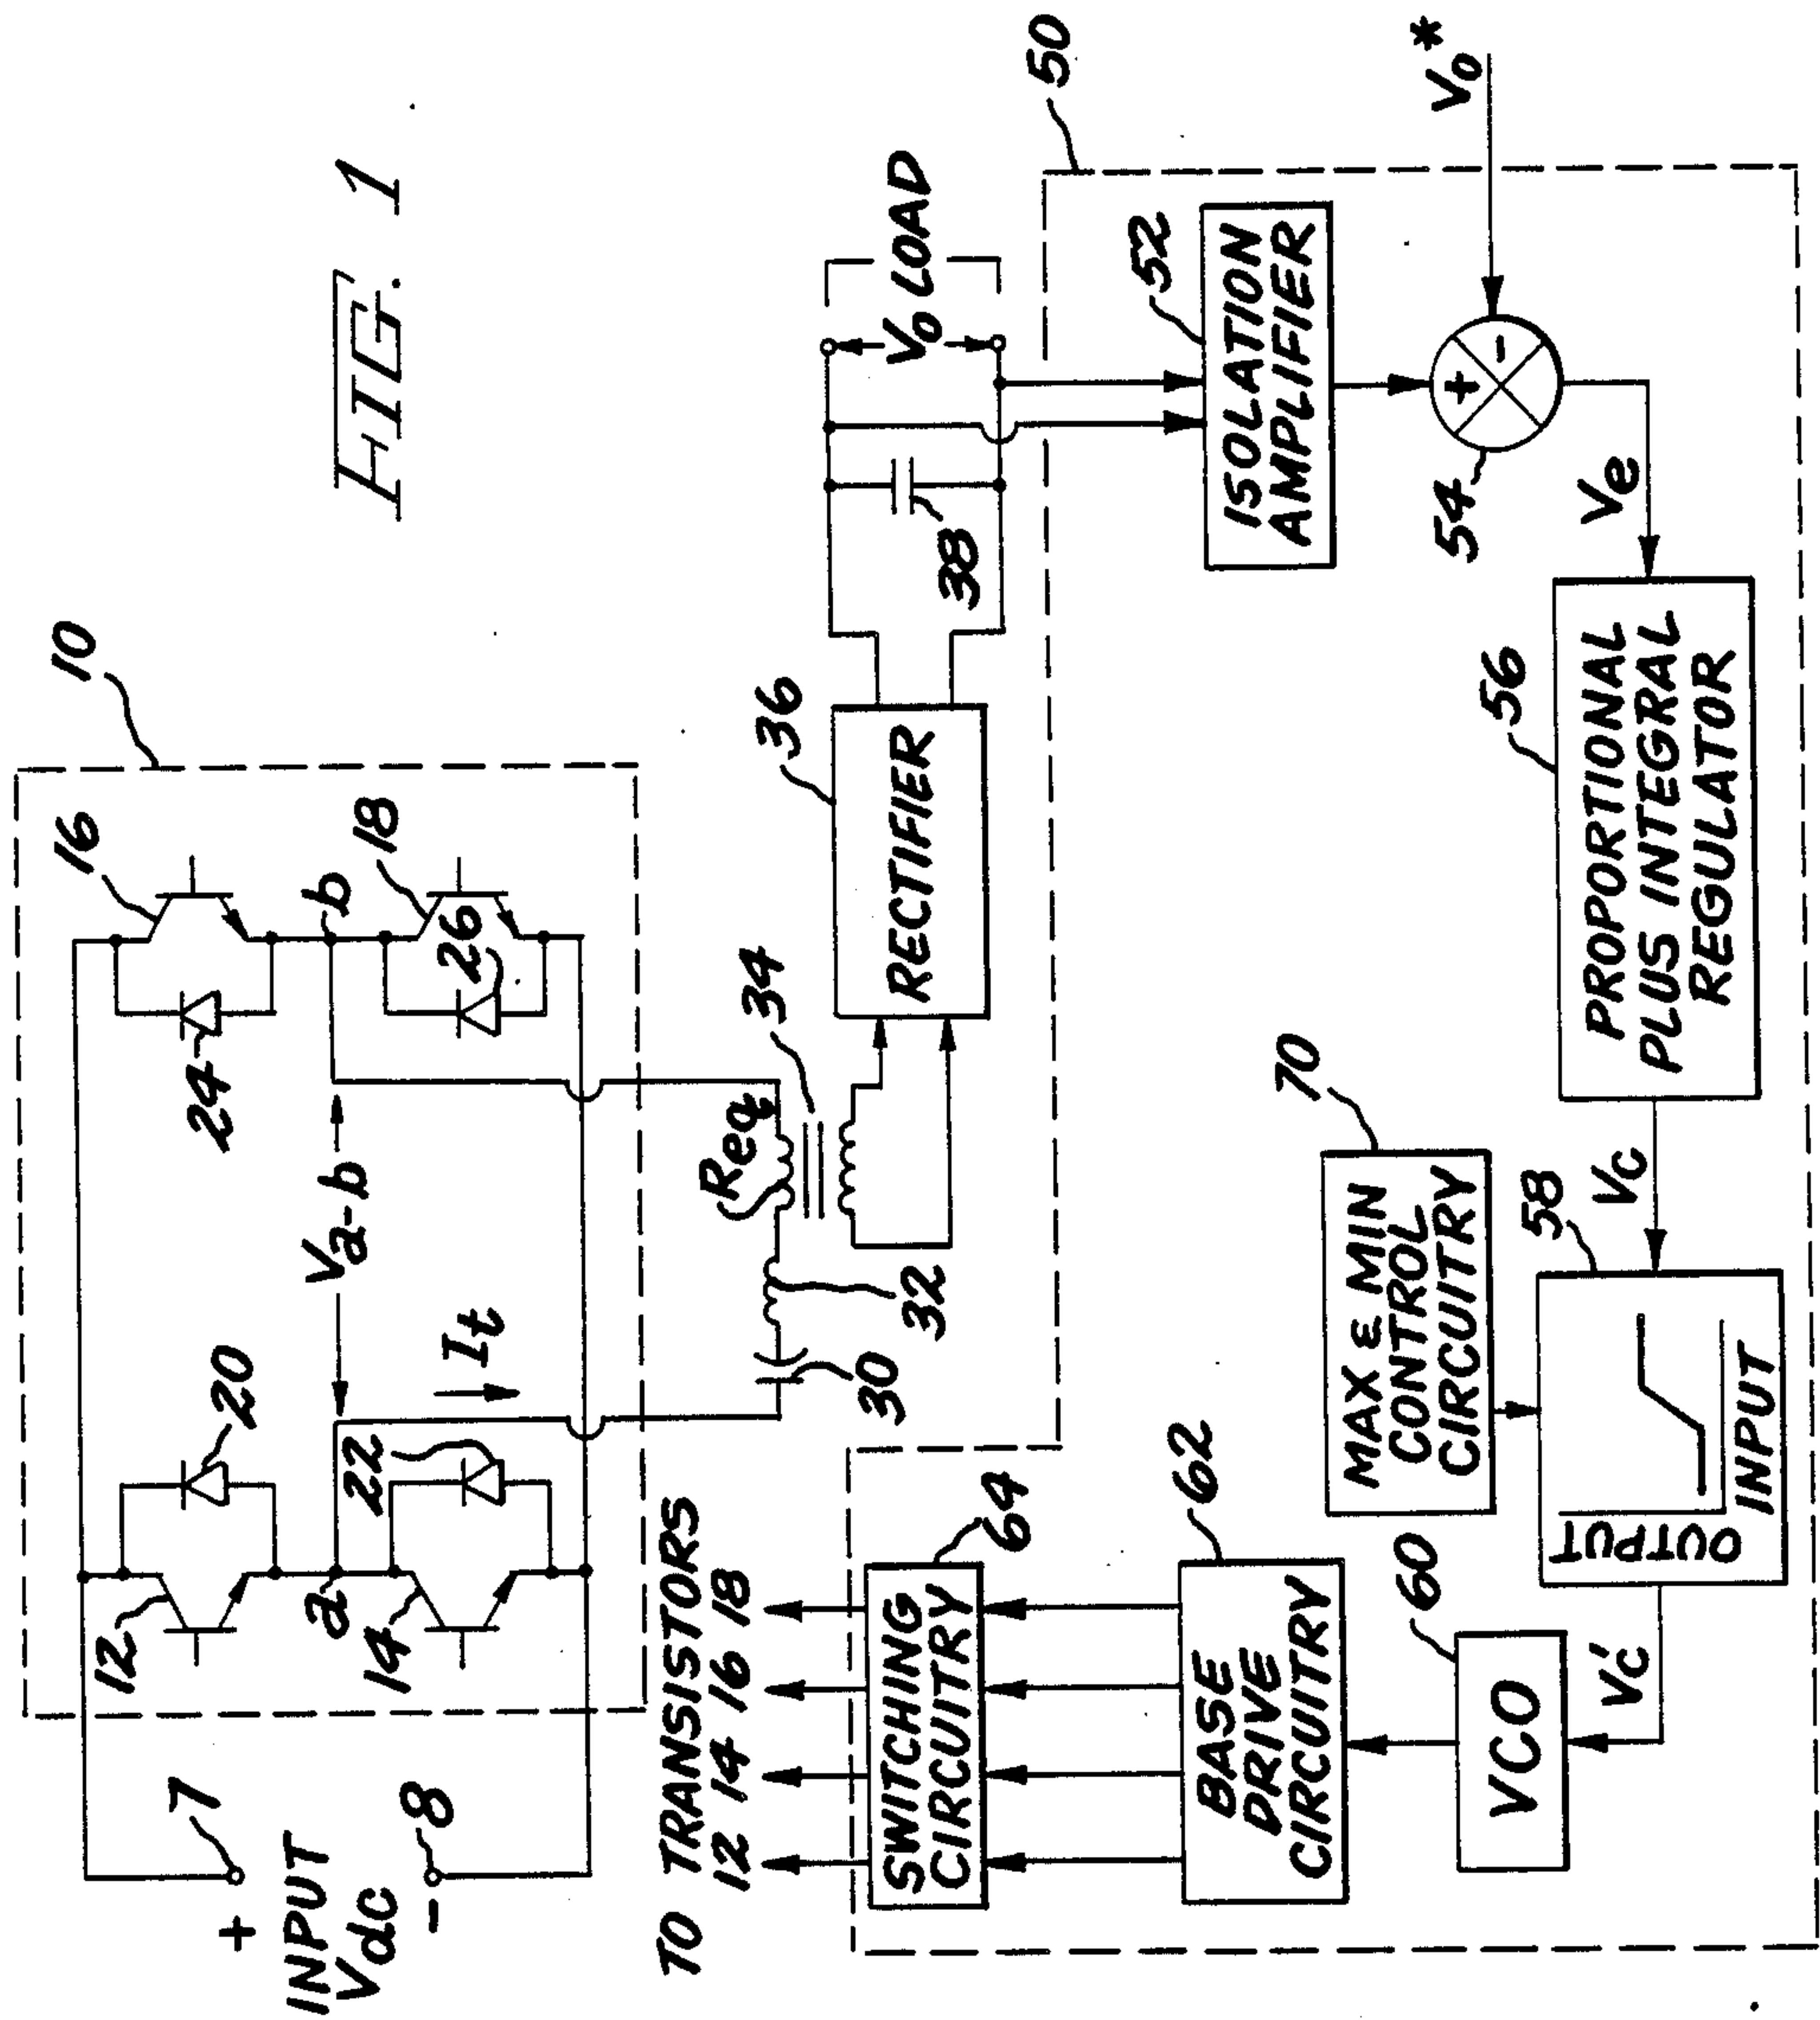 FIG. 1
10
16
12
20
24
a
b
V a-b
14
22
I t
26
18
+
7
INPUT
Vdc
-
8
TO TRANSISTORS
12 14 16 18
30
32
Req
34
36
RECTIFIER
38
Vo LOAD
50
64
SWITCHING
CIRCUITRY
62
BASE
DRIVE
CIRCUITRY
60
VCO
Vc'
70
MAX & MIN
CONTROL
CIRCUITRY
58
OUTPUT
INPUT
Vc
56
PROPORTIONAL
PLUS INTEGRAL
REGULATOR
Ve
52
ISOLATION
AMPLIFIER
54
+
-
Vo*